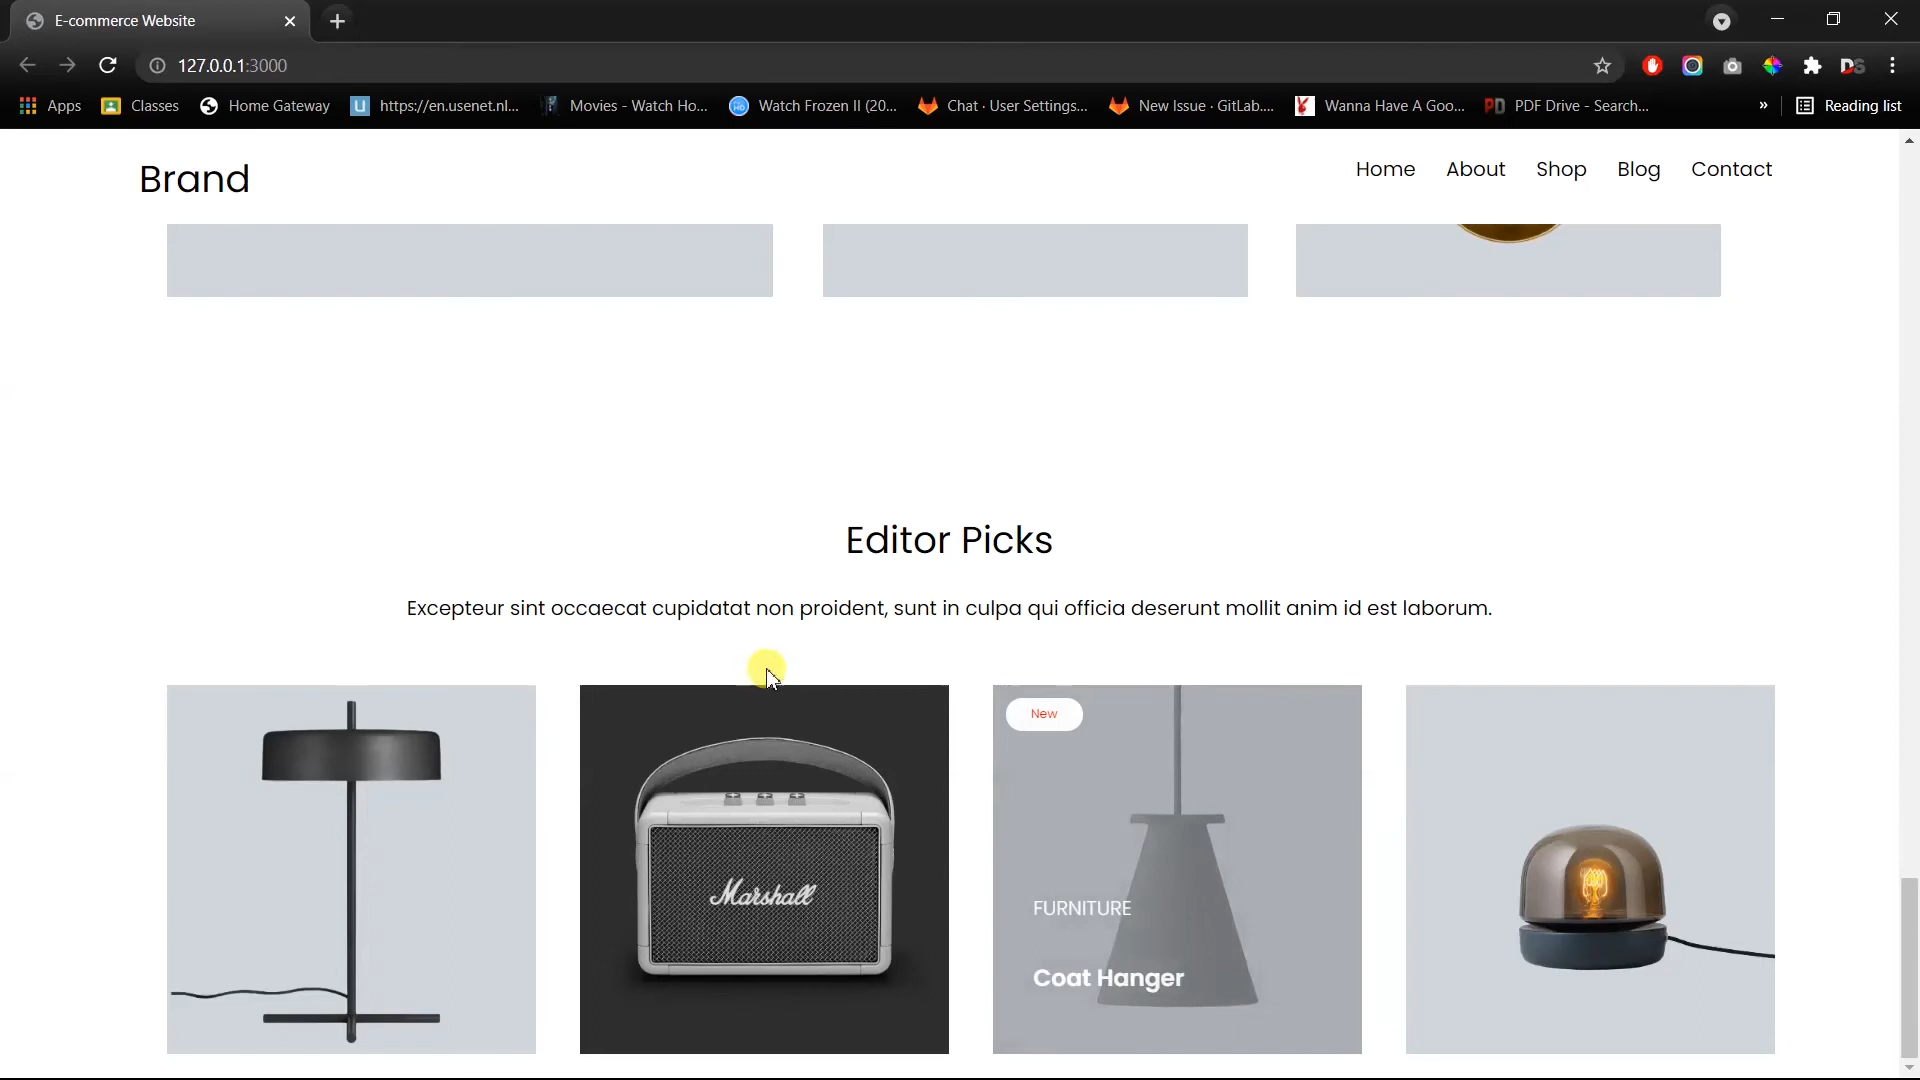 E-commerce Website
127.0.0.1:3000
Apps Classes Home Gateway https://en.usenet.nl... Movies - Watch Ho... Watch Frozen II (20... Chat · User Settings... New Issue · GitLab.... Wanna Have A Goo... PDF Drive - Search... » Reading list
Brand Home About Shop Blog Contact
Editor Picks
Excepteur sint occaecat cupidatat non proident, sunt in culpa qui officia deserunt mollit anim id est laborum.
New
Marshall
FURNITURE
Coat Hanger